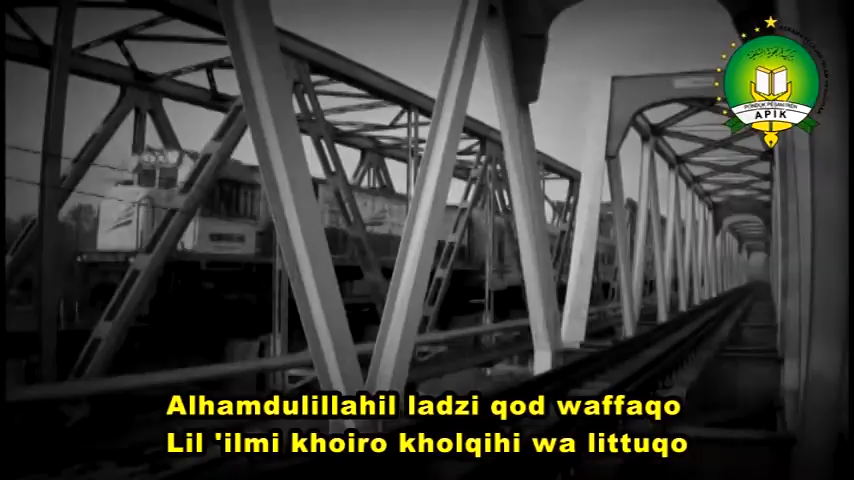 PONDOK PESANTREN
APIK
Alhamdulillahil ladzi qod waffaqo
Lil 'ilmi khoiro kholqihi wa littuqo